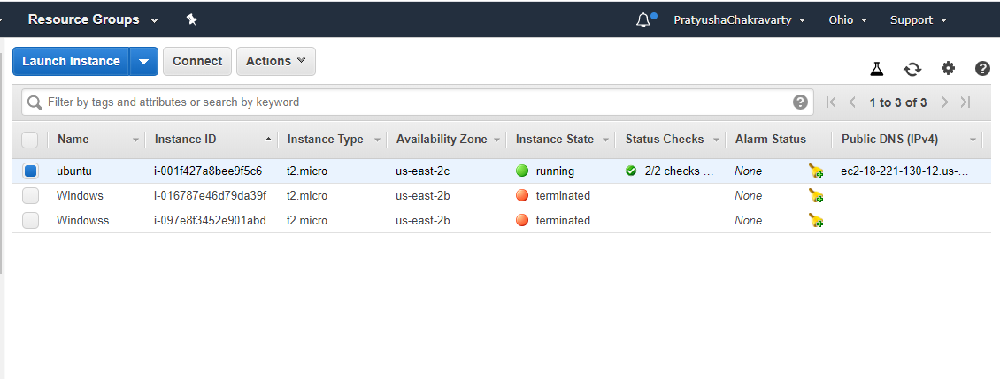 Resource Groups PratyushaChakravarty Ohio Support
Launch Instance Connect Actions
Filter by tags and attributes or search by keyword ? 1 to 3 of 3 ?
Name Instance ID Instance Type Availability Zone Instance State Status Checks Alarm Status Public DNS (IPv4)
ubuntu i-001f427a8bee9f5c6 t2.micro us-east-2c running 2/2 checks ... None ec2-18-221-130-12.us-...
Windows i-016787e46d79da39f t2.micro us-east-2b terminated None
Windowss i-097e8f3452e901abd t2.micro us-east-2b terminated None